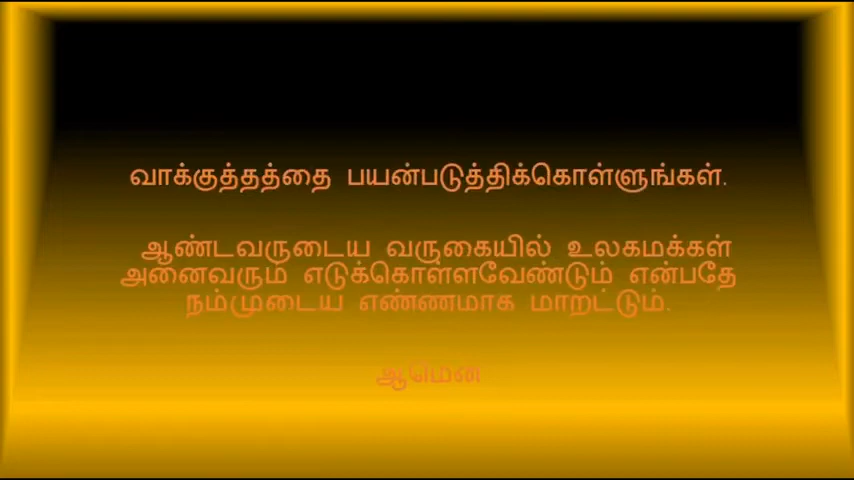 வாக்குத்தத்தை பயன்படுத்திக்கொள்ளுங்கள்.
ஆண்டவருடைய வருகையில் உலகமக்கள்
அனைவரும் எடுக்கொள்ளவேண்டும் என்பதே
நம்முடைய எண்ணமாக மாறட்டும்.
ஆமென்